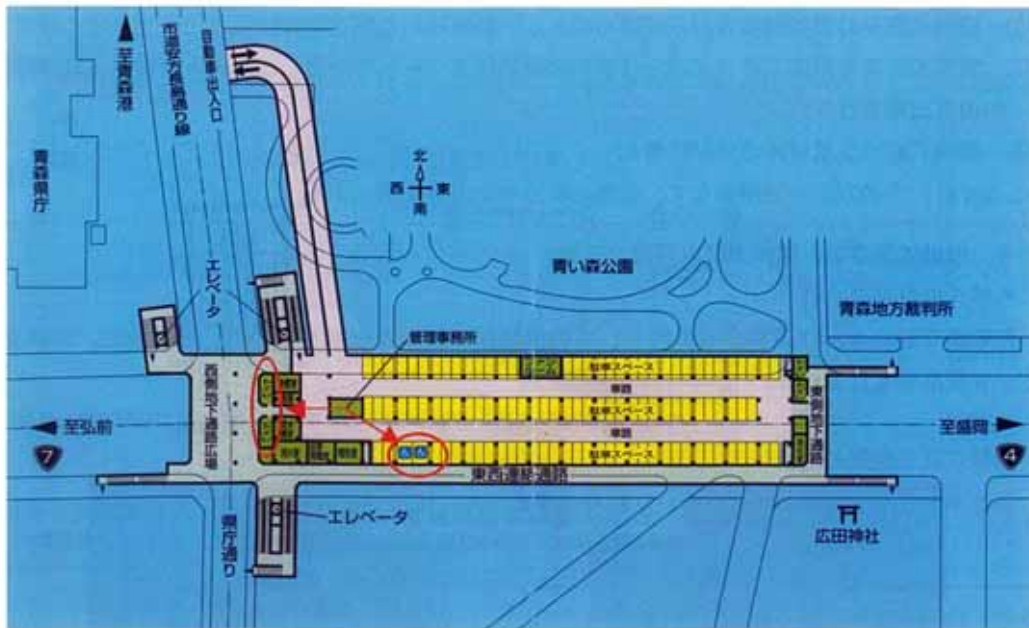 至青森港
市道安方長島通り線
自動車出入口
青森県庁
北
西 東
南
エレベータ
青い森公園
青森地方裁判所
管理事務所
駐車スペース
車路
駐車スペース
車路
駐車スペース
西側地下通路広場
東側地下通路
至弘前
7
至盛岡
4
東西連絡通路
エレベータ
県庁通り
広田神社